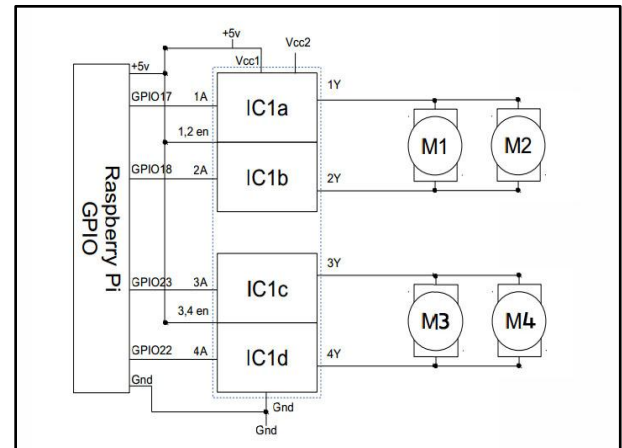 +5v
Vcc2
+5v
Vcc1
GPIO17 1A IC1a 1Y
M1 M2
1,2 en
GPIO18 2A IC1b 2Y
Raspberry Pi
GPIO
GPIO23 3A IC1c 3Y
M3 M4
3,4 en
GPIO22 4A IC1d 4Y
Gnd
Gnd
Gnd